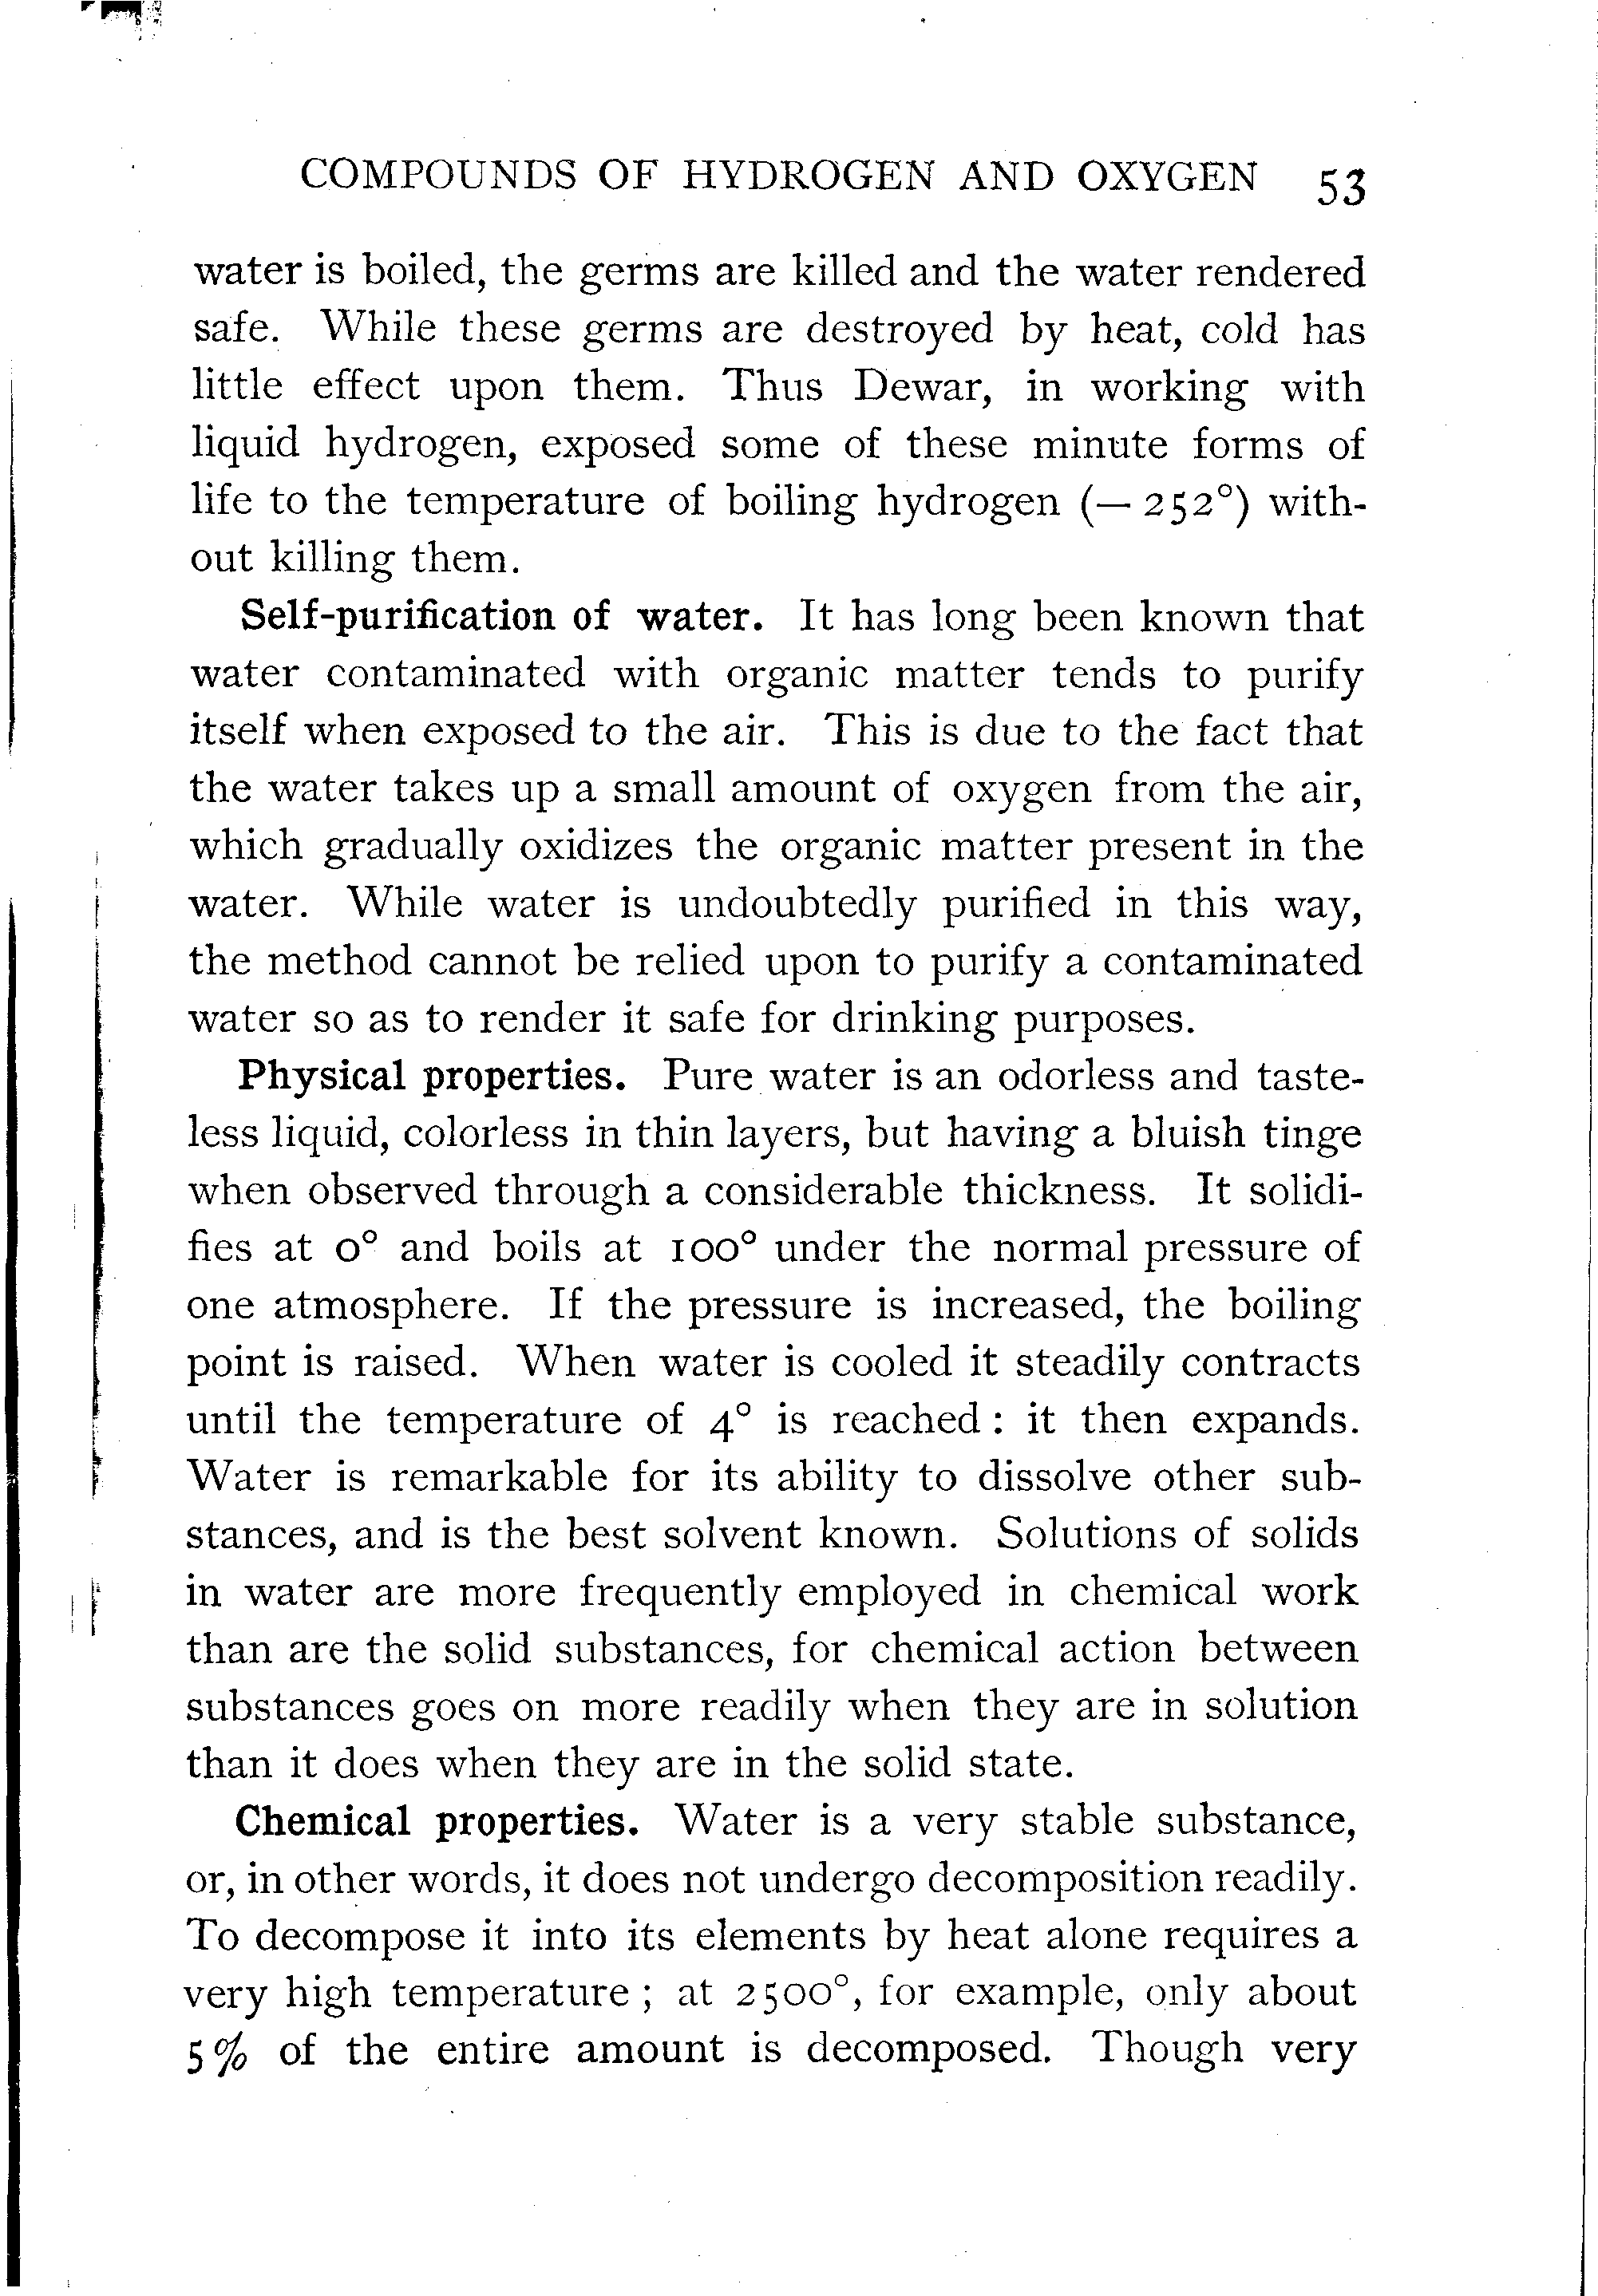 COMPOUNDS OF HYDROGEN AND OXYGEN 53
water is boiled, the germs are killed and the water rendered
safe. While these germs are destroyed by heat, cold has
little effect upon them. Thus Dewar, in working with
liquid hydrogen, exposed some of these minute forms of
life to the temperature of boiling hydrogen (— 252°) with-
out killing them.
Self-purification of water. It has long been known that
water contaminated with organic matter tends to purify
itself when exposed to the air. This is due to the fact that
the water takes up a small amount of oxygen from the air,
which gradually oxidizes the organic matter present in the
water. While water is undoubtedly purified in this way,
the method cannot be relied upon to purify a contaminated
water so as to render it safe for drinking purposes.
Physical properties. Pure water is an odorless and taste-
less liquid, colorless in thin layers, but having a bluish tinge
when observed through a considerable thickness. It solidi-
fies at 0° and boils at 100° under the normal pressure of
one atmosphere. If the pressure is increased, the boiling
point is raised. When water is cooled it steadily contracts
until the temperature of 4° is reached : it then expands.
Water is remarkable for its ability to dissolve other sub-
stances, and is the best solvent known. Solutions of solids
in water are more frequently employed in chemical work
than are the solid substances, for chemical action between
substances goes on more readily when they are in solution
than it does when they are in the solid state.
Chemical properties. Water is a very stable substance,
or, in other words, it does not undergo decomposition readily.
To decompose it into its elements by heat alone requires a
very high temperature ; at 2500°, for example, only about
5% of the entire amount is decomposed. Though very